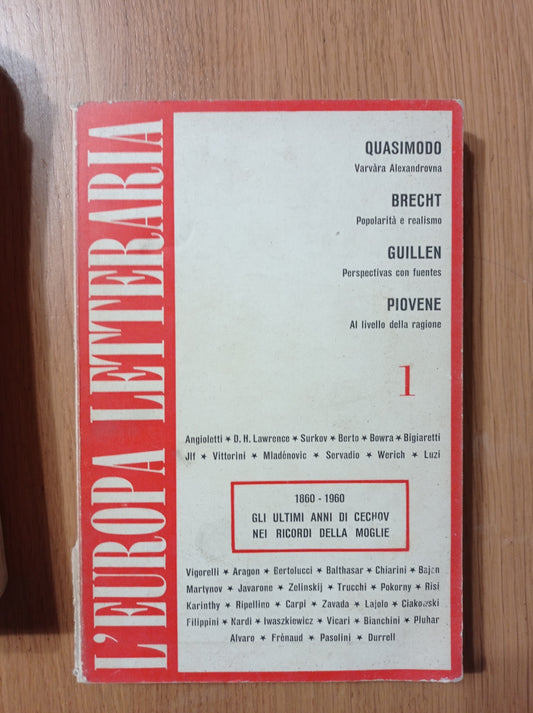 L'EUROPA LETTERARIA
QUASIMODO
Varvàra Alexandrovna
BRECHT
Popolarità e realismo
GUILLEN
Perspectivas con fuentes
PIOVENE
Al livello della ragione
1
Angioletti ★ D. H. Lawrence ★ Surkov ★ Berto ★ Bowra ★ Bigiaretti
Jlf ★ Vittorini ★ Mladénovic ★ Servadio ★ Werich ★ Luzi
1860 - 1960
GLI ULTIMI ANNI DI CECHOV
NEI RICORDI DELLA MOGLIE
Vigorelli ★ Aragon ★ Bertolucci ★ Balthasar ★ Chiarini ★ Bajan
Martynov ★ Javarone ★ Zelinskij ★ Trucchi ★ Pokorny ★ Risi
Karinthy ★ Ripellino ★ Carpi ★ Zavada ★ Lajolo ★ Ciakovski
Filippini ★ Kardi ★ Iwaszkiewicz ★ Vicari ★ Bianchini ★ Pluhar
Alvaro ★ Frènaud ★ Pasolini ★ Durrell